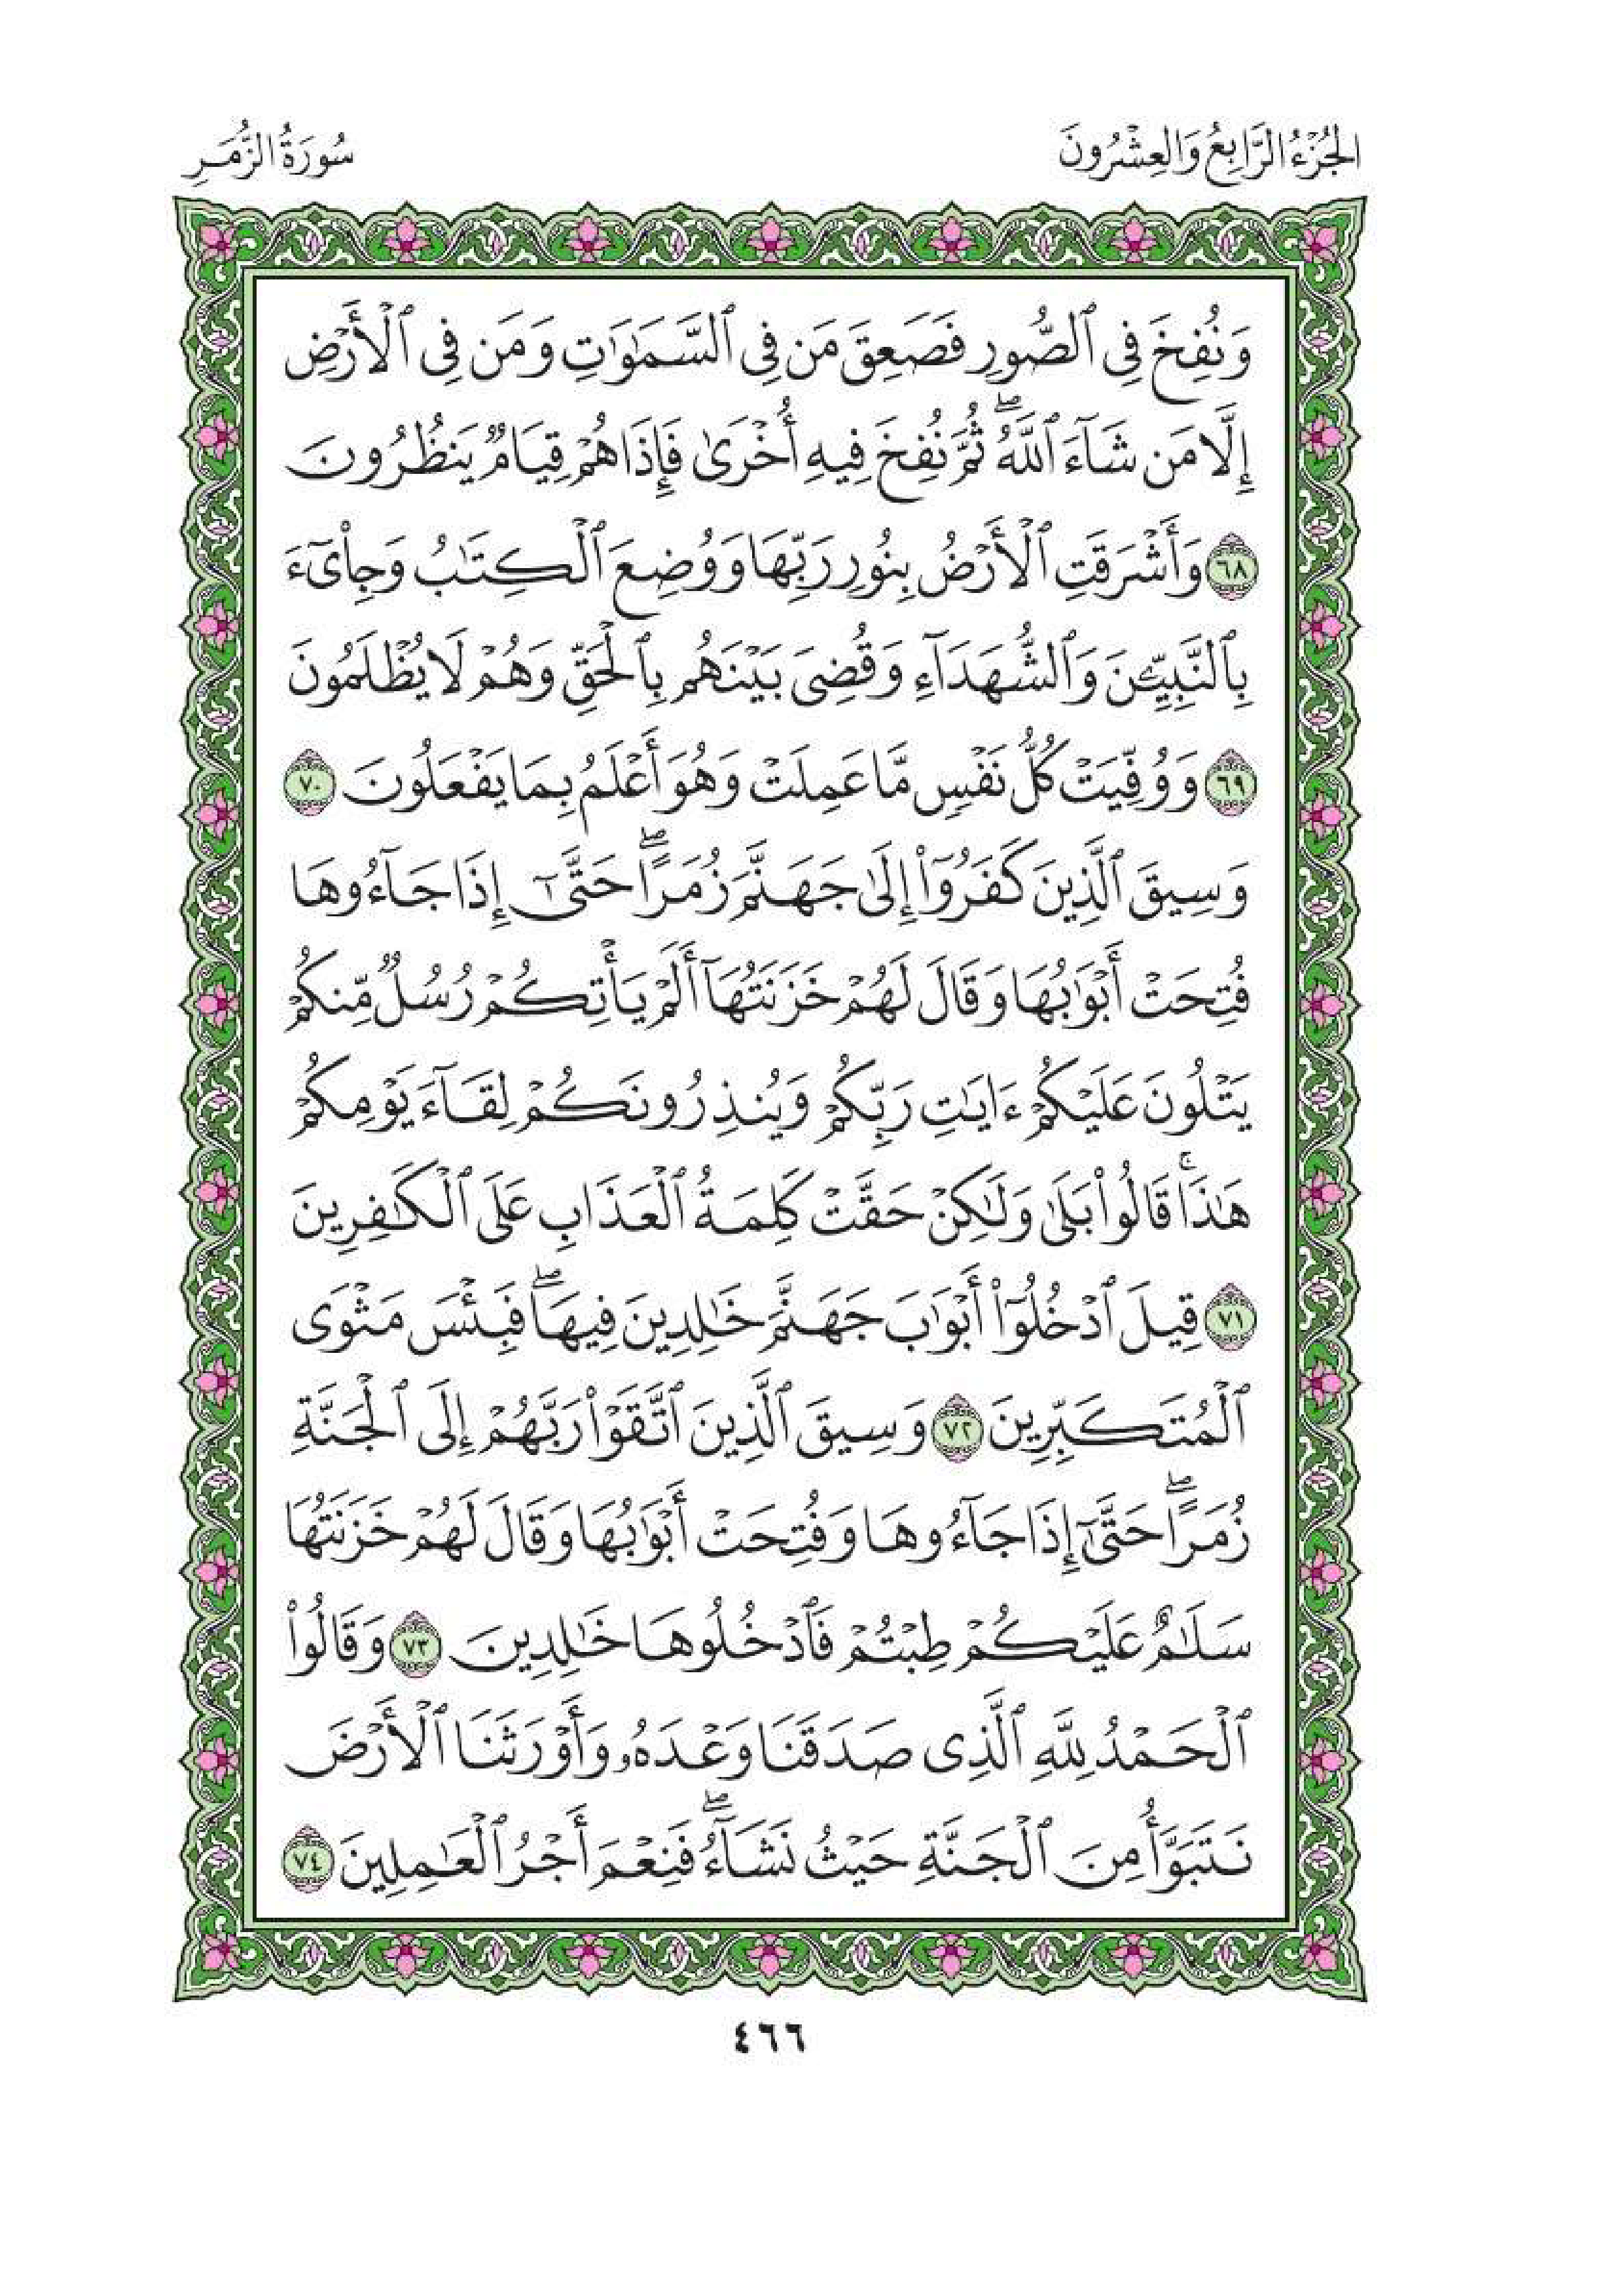 الجُزْءُ الرَّابِعُ وَالعِشْرُونَ
سُورَةُ الزُّمَرِ
وَنُفِخَ فِى ٱلصُّورِ فَصَعِقَ مَن فِى ٱلسَّمَٰوَٰتِ وَمَن فِى ٱلْأَرْضِ
إِلَّا مَن شَآءَ ٱللَّهُ ۖ ثُمَّ نُفِخَ فِيهِ أُخْرَىٰ فَإِذَا هُمْ قِيَامٌ يَنظُرُونَ
٦٨ وَأَشْرَقَتِ ٱلْأَرْضُ بِنُورِ رَبِّهَا وَوُضِعَ ٱلْكِتَٰبُ وَجِا۟ىٓءَ
بِٱلنَّبِيِّۦنَ وَٱلشُّهَدَآءِ وَقُضِىَ بَيْنَهُم بِٱلْحَقِّ وَهُمْ لَا يُظْلَمُونَ
٦٩ وَوُفِّيَتْ كُلُّ نَفْسٍ مَّا عَمِلَتْ وَهُوَ أَعْلَمُ بِمَا يَفْعَلُونَ ٧٠
وَسِيقَ ٱلَّذِينَ كَفَرُوٓا۟ إِلَىٰ جَهَنَّمَ زُمَرًا ۖ حَتَّىٰٓ إِذَا جَآءُوهَا
فُتِحَتْ أَبْوَٰبُهَا وَقَالَ لَهُمْ خَزَنَتُهَآ أَلَمْ يَأْتِكُمْ رُسُلٌ مِّنكُمْ
يَتْلُونَ عَلَيْكُمْ ءَايَٰتِ رَبِّكُمْ وَيُنذِرُونَكُمْ لِقَآءَ يَوْمِكُمْ
هَٰذَا ۚ قَالُوا۟ بَلَىٰ وَلَٰكِنْ حَقَّتْ كَلِمَةُ ٱلْعَذَابِ عَلَى ٱلْكَٰفِرِينَ
٧١ قِيلَ ٱدْخُلُوٓا۟ أَبْوَٰبَ جَهَنَّمَ خَٰلِدِينَ فِيهَا ۖ فَبِئْسَ مَثْوَى
ٱلْمُتَكَبِّرِينَ ٧٢ وَسِيقَ ٱلَّذِينَ ٱتَّقَوْا۟ رَبَّهُمْ إِلَى ٱلْجَنَّةِ
زُمَرًا ۖ حَتَّىٰٓ إِذَا جَآءُوهَا وَفُتِحَتْ أَبْوَٰبُهَا وَقَالَ لَهُمْ خَزَنَتُهَا
سَلَٰمٌ عَلَيْكُمْ طِبْتُمْ فَٱدْخُلُوهَا خَٰلِدِينَ ٧٣ وَقَالُوا۟
ٱلْحَمْدُ لِلَّهِ ٱلَّذِى صَدَقَنَا وَعْدَهُۥ وَأَوْرَثَنَا ٱلْأَرْضَ
نَتَبَوَّأُ مِنَ ٱلْجَنَّةِ حَيْثُ نَشَآءُ ۖ فَنِعْمَ أَجْرُ ٱلْعَٰمِلِينَ ٧٤
٤٦٦